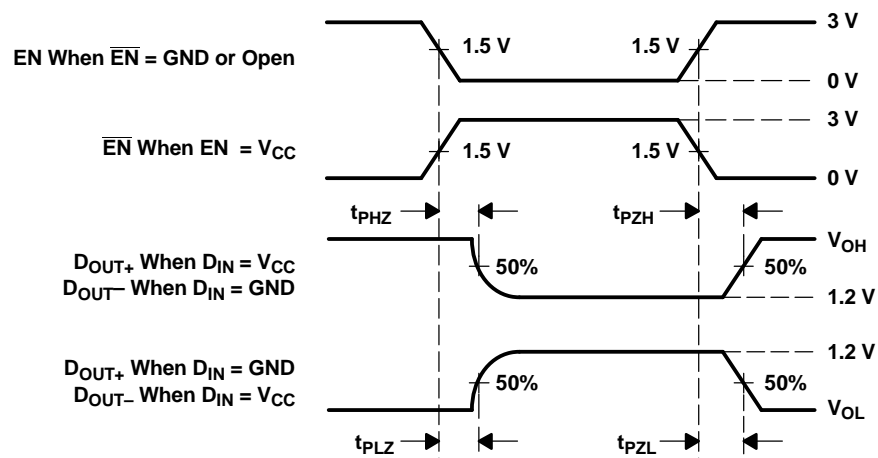 3 V
EN When E̅N̅ = GND or Open
1.5 V
1.5 V
0 V
3 V
E̅N̅ When EN = VCC
1.5 V
1.5 V
0 V
tPHZ
tPZH
VOH
DOUT+ When DIN = VCC
50%
50%
DOUT– When DIN = GND
1.2 V
1.2 V
DOUT+ When DIN = GND
50%
50%
DOUT– When DIN = VCC
VOL
tPLZ
tPZL